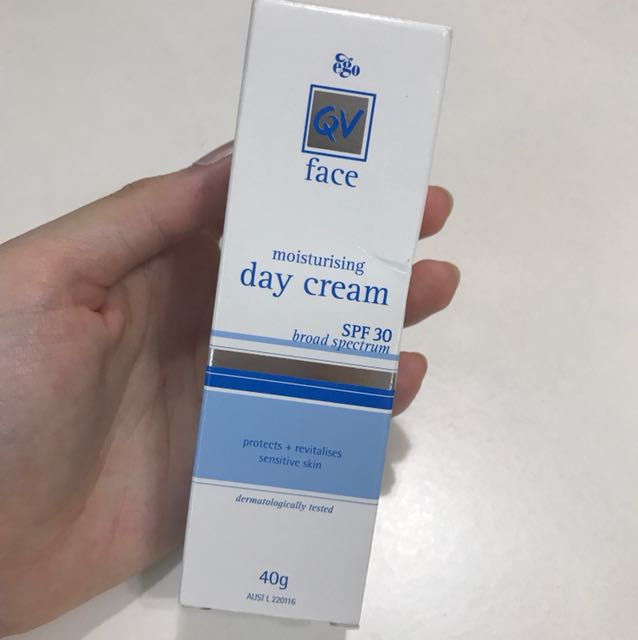 ego
QV
face
moisturising
day cream
SPF 30
broad spectrum
protects + revitalises
sensitive skin
dermatologically tested
40g
AUST L 220116